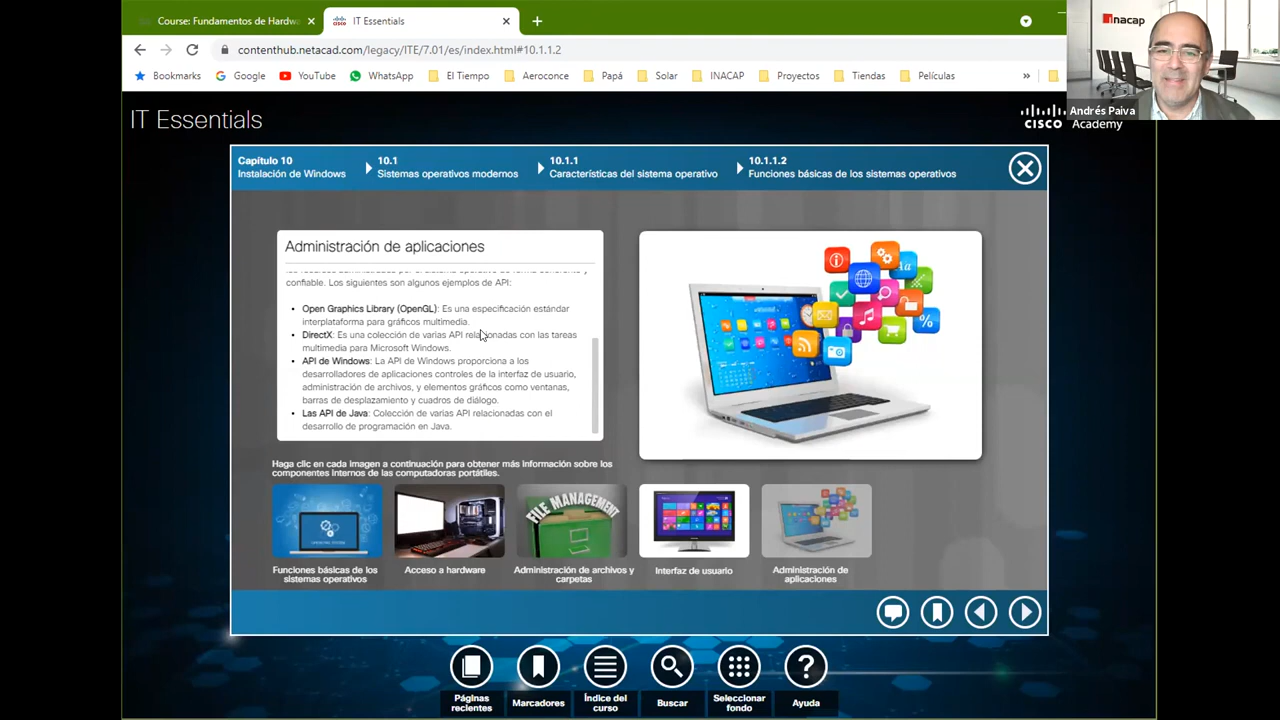 Course: Fundamentos de Hardw
IT Essentials
contenthub.netacad.com/legacy/ITE/7.01/es/index.html#10.1.1.2
Bookmarks
Google
YouTube
WhatsApp
El Tiempo
Aeroconce
Papá
Solar
INACAP
Proyectos
Tiendas
Películas
»
inacap
Andrés Paiva
IT Essentials
CISCO Academy
Capítulo 10
Instalación de Windows
10.1
Sistemas operativos modernos
10.1.1
Características del sistema operativo
10.1.1.2
Funciones básicas de los sistemas operativos
Administración de aplicaciones
confiable. Los siguientes son algunos ejemplos de API:
• Open Graphics Library (OpenGL): Es una especificación estándar
interplataforma para gráficos multimedia.
• DirectX: Es una colección de varias API relacionadas con las tareas
multimedia para Microsoft Windows.
• API de Windows: La API de Windows proporciona a los
desarrolladores de aplicaciones controles de la interfaz de usuario,
administración de archivos, y elementos gráficos como ventanas,
barras de desplazamiento y cuadros de diálogo.
• Las API de Java: Colección de varias API relacionadas con el
desarrollo de programación en Java.
Aa
%
Haga clic en cada imagen a continuación para obtener más información sobre los
componentes internos de las computadoras portátiles.
FILE MANAGEMENT
Funciones básicas de los
sistemas operativos
Acceso a hardware
Administración de archivos y
carpetas
Interfaz de usuario
Administración de
aplicaciones
Páginas
recientes
Marcadores
Índice del
curso
Buscar
Seleccionar
fondo
Ayuda